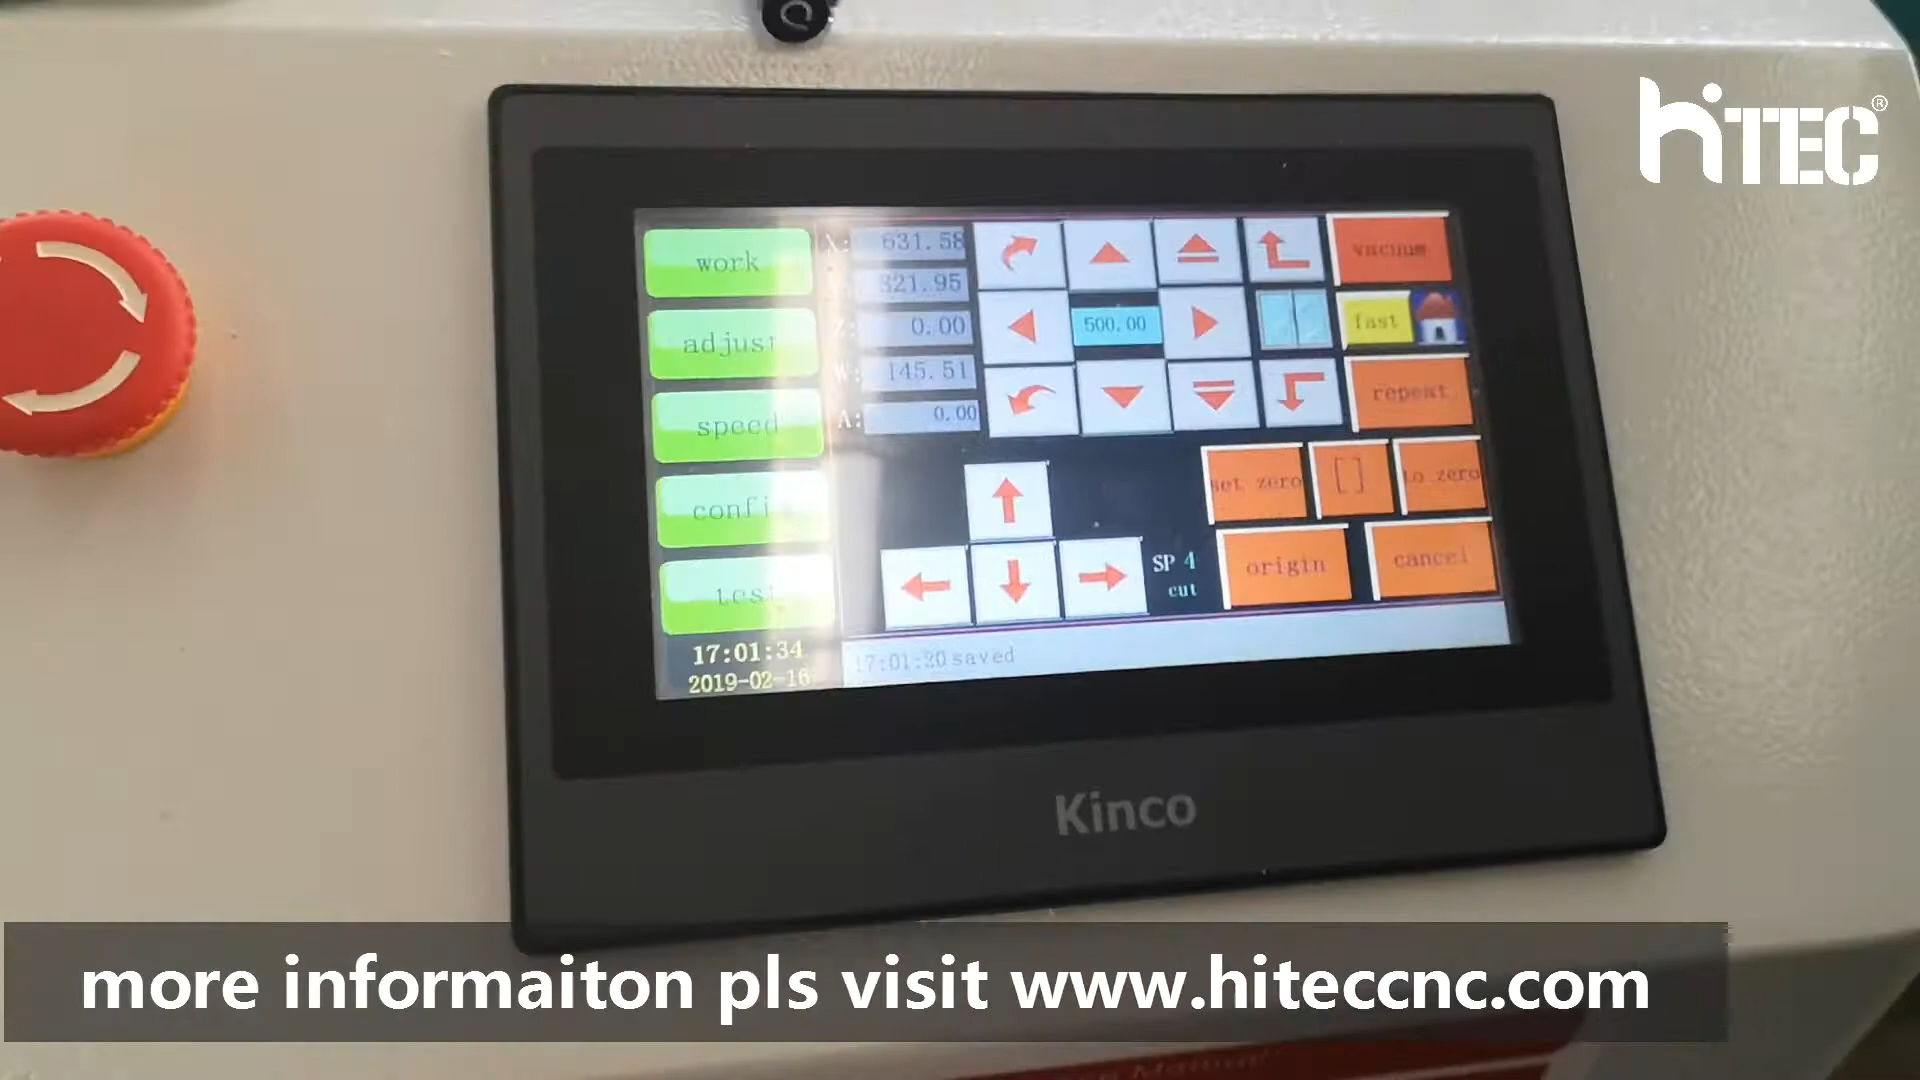 hiTEC®
work
adjust
speed
confi
test
X: 631.58
321.95
Z: 0.00
W: 145.51
A: 0.00
500.00
vacuum
fast
repeat
set zero
[]
to zero
SP 4
cut
origin
cancel
17:01:34
2019-02-16
17:01:20 saved
Kinco
more informaiton pls visit www.hiteccnc.com